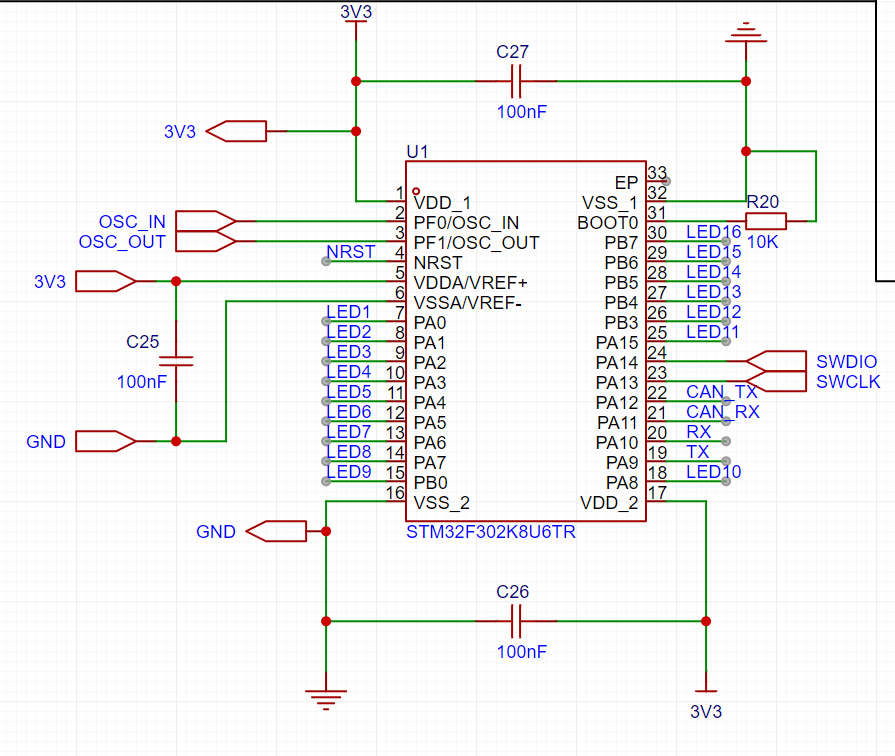 3V3
C27
100nF
3V3
U1
1 VDD_1
2 PF0/OSC_IN
3 PF1/OSC_OUT
4 NRST
5 VDDA/VREF+
6 VSSA/VREF-
7 PA0
8 PA1
9 PA2
10 PA3
11 PA4
12 PA5
13 PA6
14 PA7
15 PB0
16 VSS_2
EP 33
VSS_1 32
BOOT0 31
PB7 30
PB6 29
PB5 28
PB4 27
PB3 26
PA15 25
PA14 24
PA13 23
PA12 22
PA11 21
PA10 20
PA9 19
PA8 18
VDD_2 17
STM32F302K8U6TR
OSC_IN
OSC_OUT
NRST
3V3
C25
100nF
GND
LED1
LED2
LED3
LED4
LED5
LED6
LED7
LED8
LED9
GND
R20
10K
LED16
LED15
LED14
LED13
LED12
LED11
SWDIO
SWCLK
CAN_TX
CAN_RX
RX
TX
LED10
C26
100nF
3V3